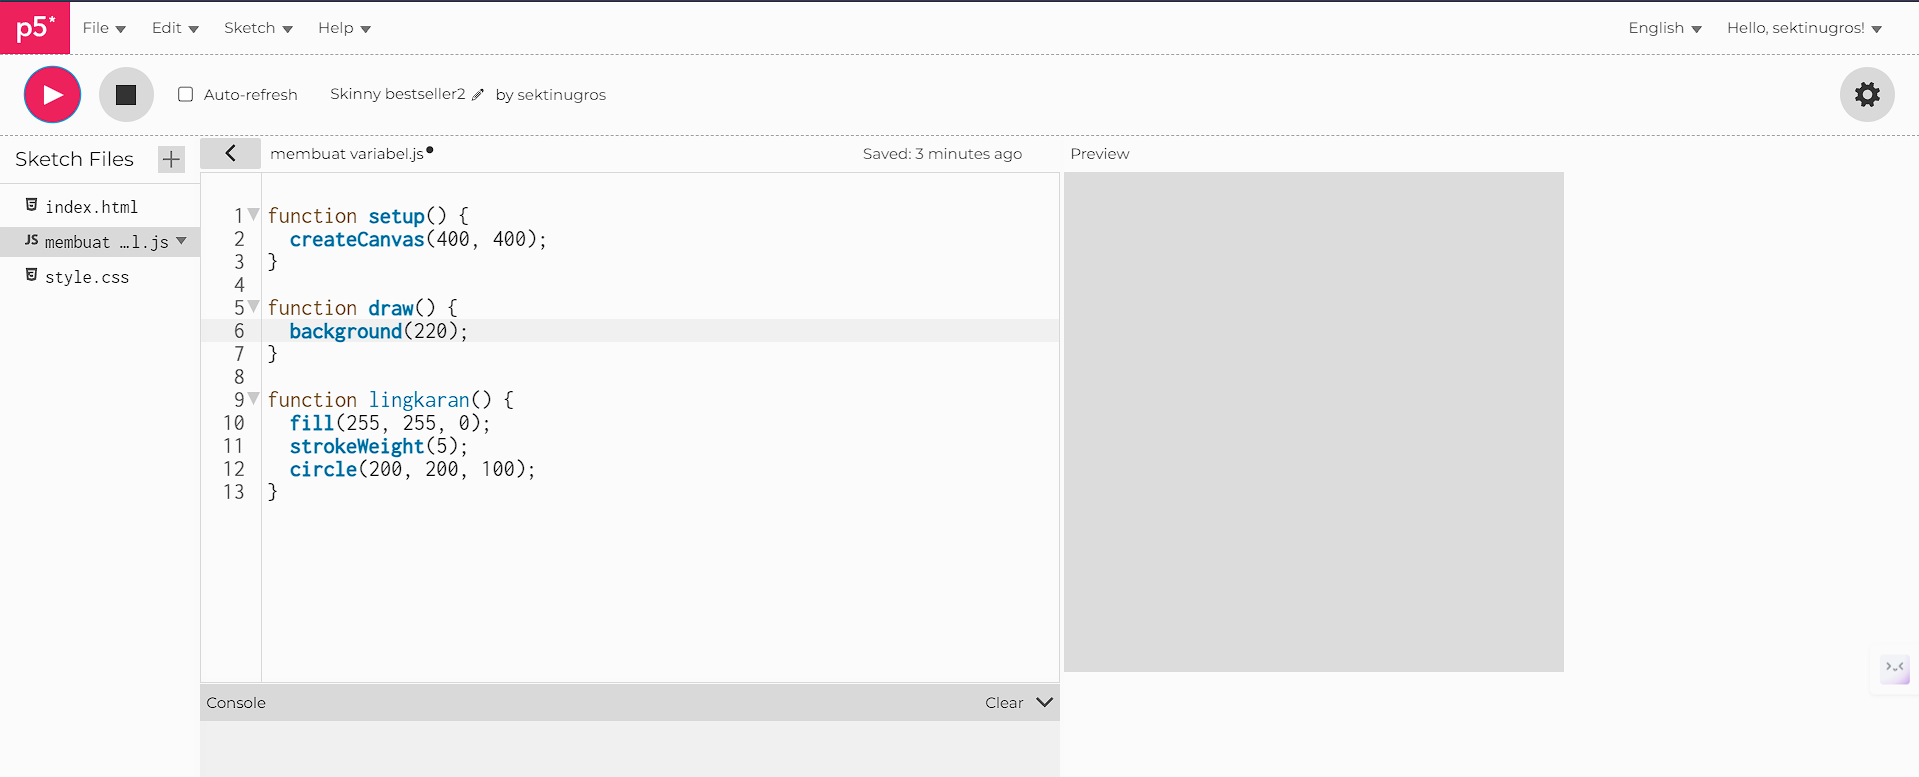 p5* File Edit Sketch Help English Hello, sektinugros!
Auto-refresh Skinny bestseller2 by sektinugros
Sketch Files + membuat variabel.js Saved: 3 minutes ago Preview
index.html
membuat …l.js
style.css
1 function setup() {
2 createCanvas(400, 400);
3 }
4
5 function draw() {
6 background(220);
7 }
8
9 function lingkaran() {
10 fill(255, 255, 0);
11 strokeWeight(5);
12 circle(200, 200, 100);
13 }
Console Clear